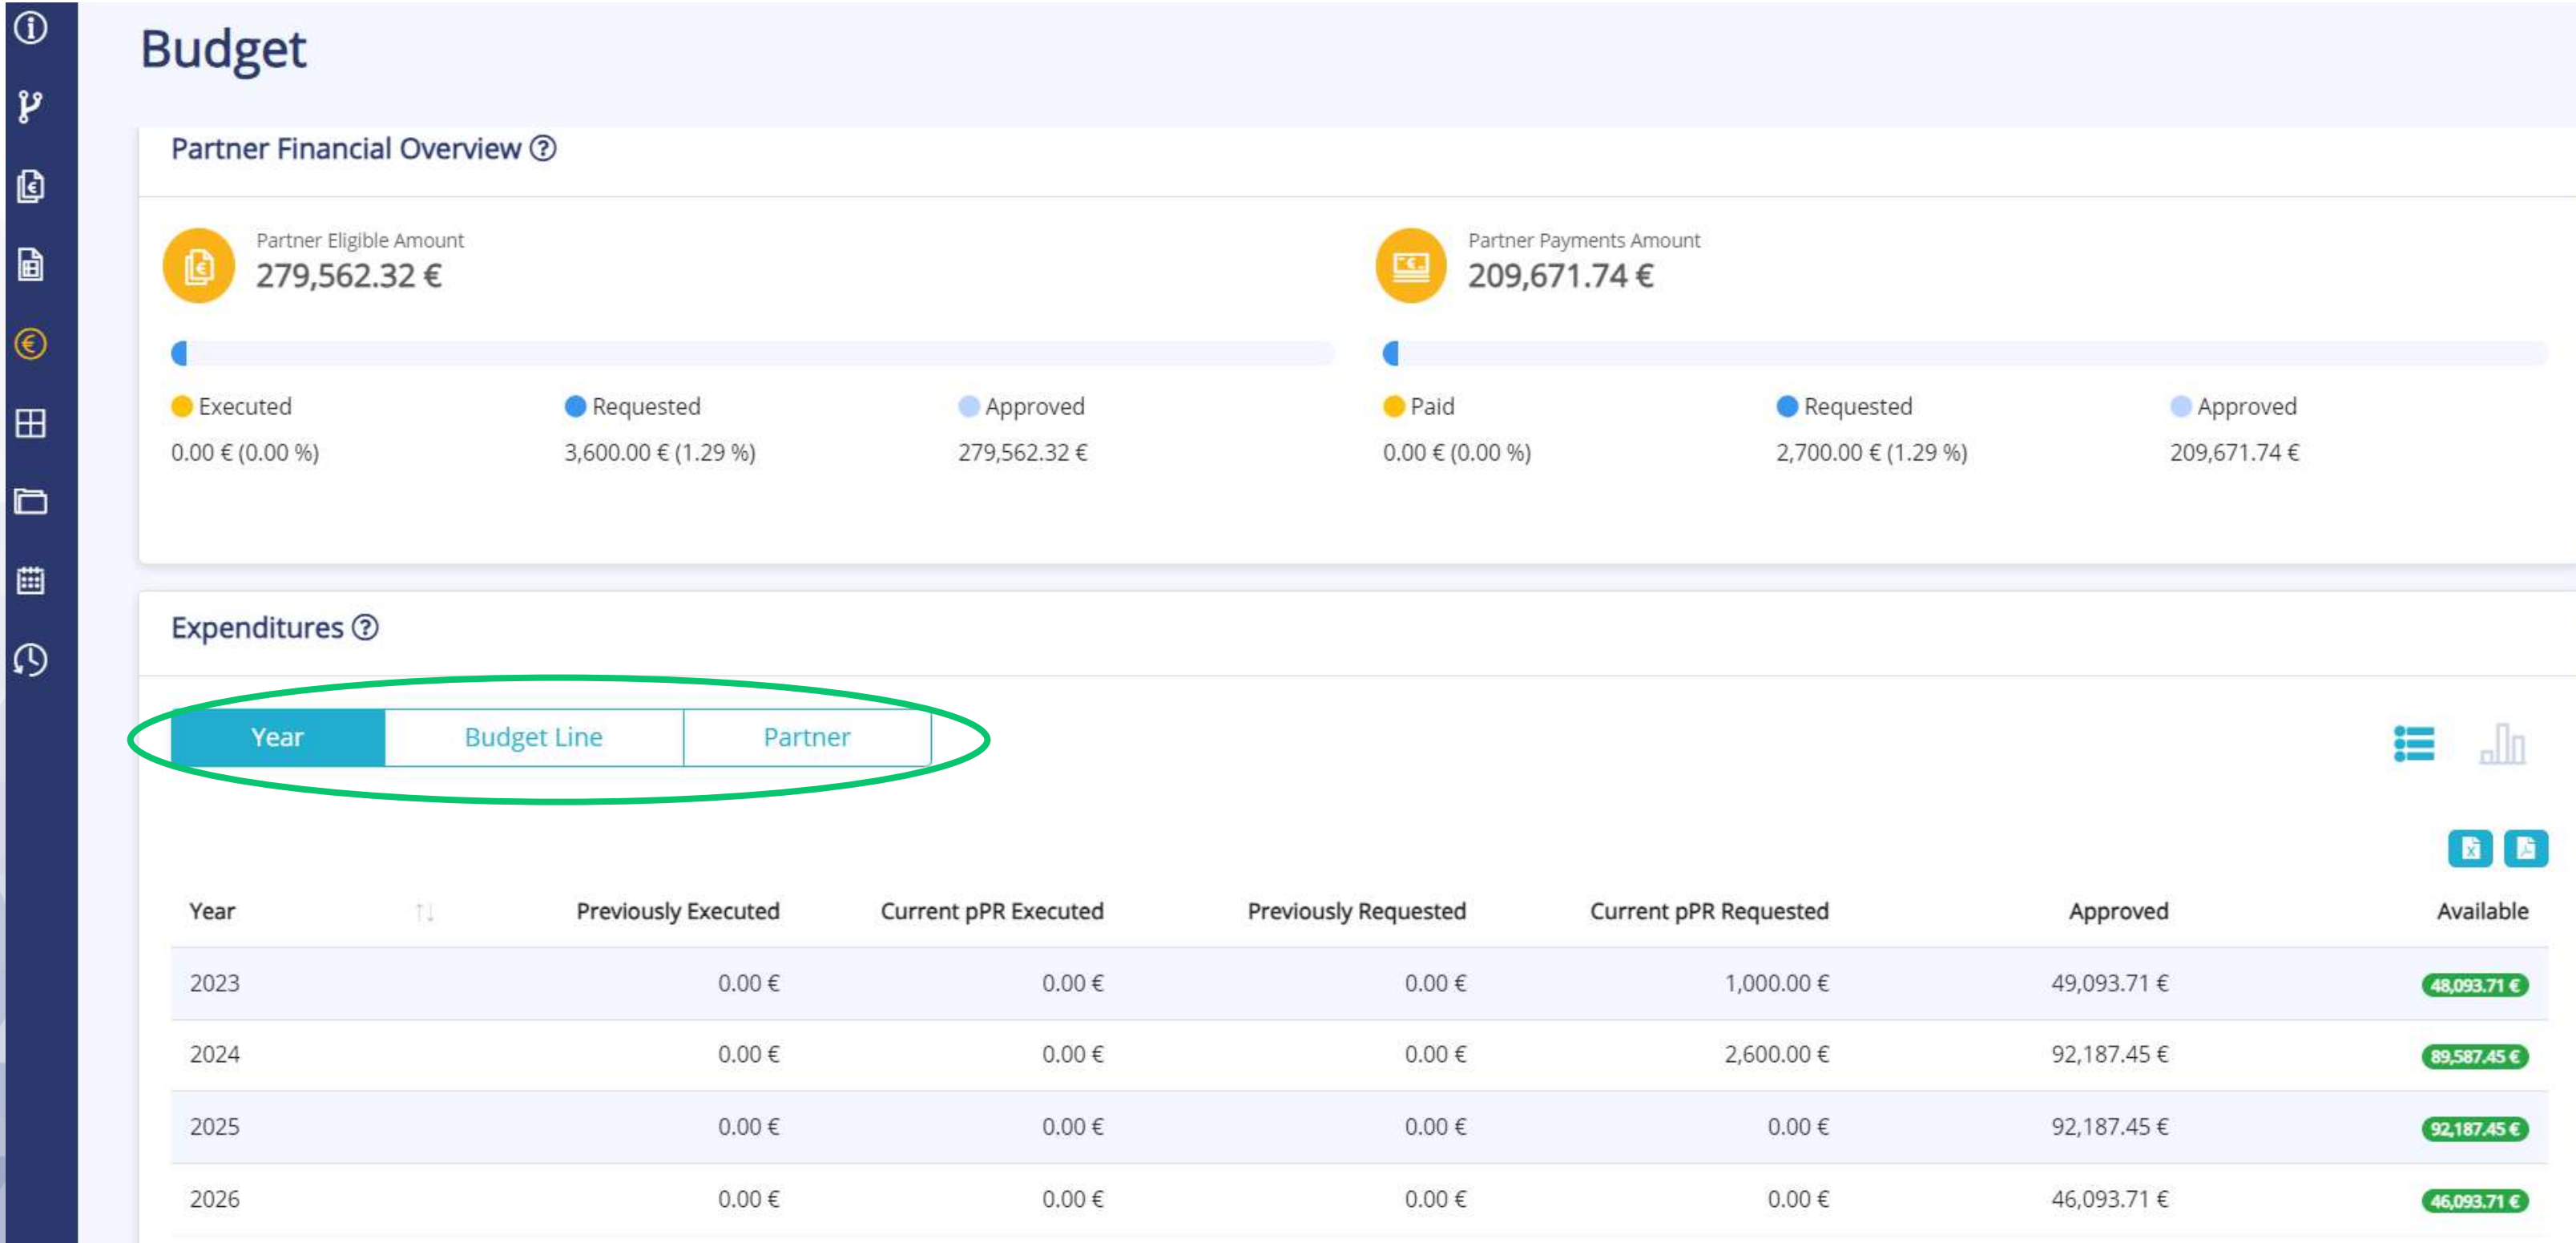 Budget
Partner Financial Overview
Partner Eligible Amount
279,562.32 €
Partner Payments Amount
209,671.74 €
Executed Requested Approved
0.00 € (0.00 %) 3,600.00 € (1.29 %) 279,562.32 €
Paid Requested Approved
0.00 € (0.00 %) 2,700.00 € (1.29 %) 209,671.74 €
Expenditures
Year Budget Line Partner
Year Previously Executed Current pPR Executed Previously Requested Current pPR Requested Approved Available
2023 0.00 € 0.00 € 0.00 € 1,000.00 € 49,093.71 € 48,093.71 €
2024 0.00 € 0.00 € 0.00 € 2,600.00 € 92,187.45 € 89,587.45 €
2025 0.00 € 0.00 € 0.00 € 0.00 € 92,187.45 € 92,187.45 €
2026 0.00 € 0.00 € 0.00 € 0.00 € 46,093.71 € 46,093.71 €